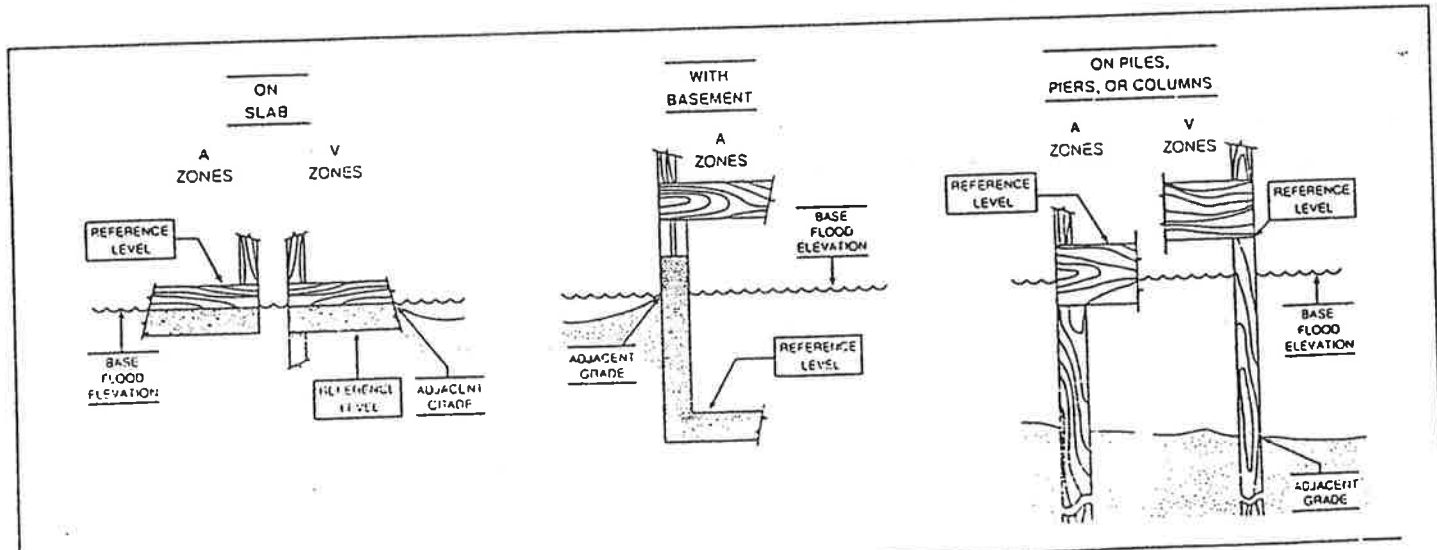 ON
SLAB
A
ZONES
V
ZONES
REFERENCE
LEVEL
BASE
FLOOD
ELEVATION
REFERENCE
LEVEL
ADJACENT
GRADE
WITH
BASEMENT
A
ZONES
BASE
FLOOD
ELEVATION
ADJACENT
GRADE
REFERENCE
LEVEL
ON PILES,
PIERS, OR COLUMNS
A
ZONES
V
ZONES
REFERENCE
LEVEL
REFERENCE
LEVEL
BASE
FLOOD
ELEVATION
ADJACENT
GRADE